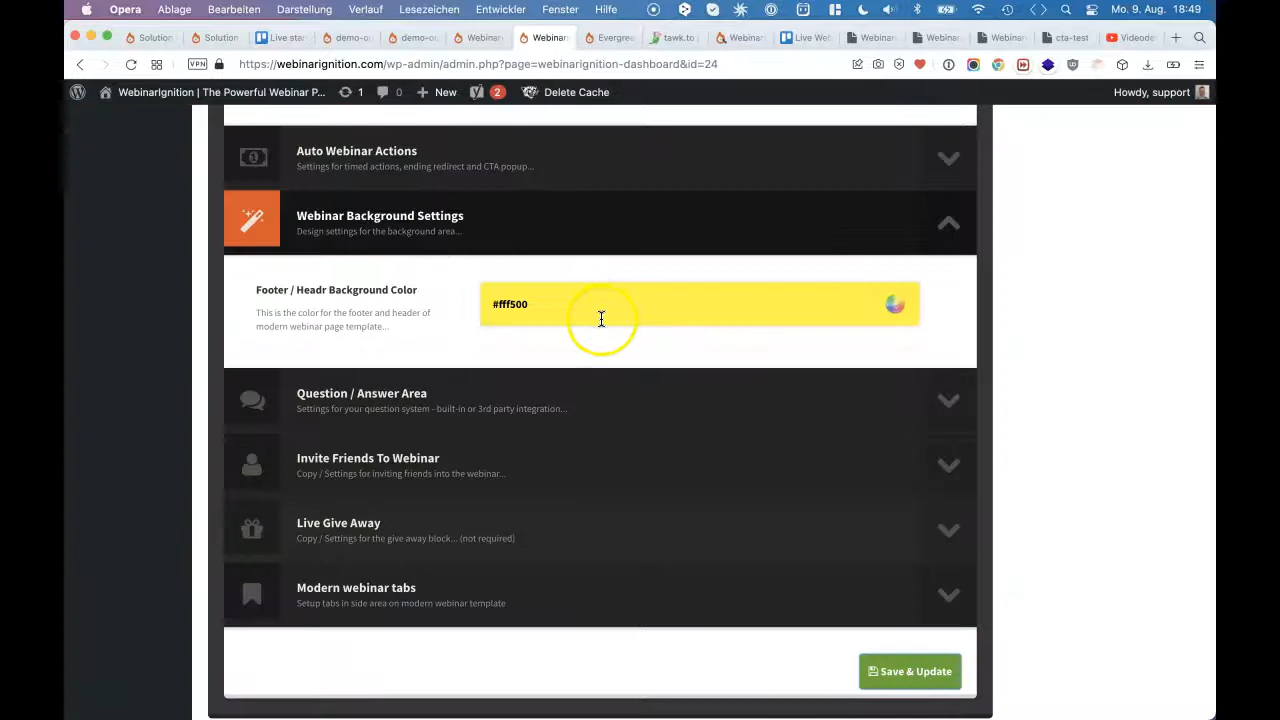 Opera Ablage Bearbeiten Darstellung Verlauf Lesezeichen Entwickler Fenster Hilfe Mo. 9. Aug. 18:49
Solution Solution Live sta demo-ou demo-ou Webinar Webinar Evergree tawk.to Webinar Live Web Webinar Webinar Webinar cta-test Videode
VPN https://webinarignition.com/wp-admin/admin.php?page=webinarignition-dashboard&id=24
WebinarIgnition | The Powerful Webinar P... 1 0 New 2 Delete Cache Howdy, support
Auto Webinar Actions
Settings for timed actions, ending redirect and CTA popup...
Webinar Background Settings
Design settings for the background area...
Footer / Headr Background Color
#fff500
This is the color for the footer and header of
modern webinar page template...
Question / Answer Area
Settings for your question system - built-in or 3rd party integration...
Invite Friends To Webinar
Copy / Settings for inviting friends into the webinar...
Live Give Away
Copy / Settings for the give away block... (not required)
Modern webinar tabs
Setup tabs in side area on modern webinar template
Save & Update